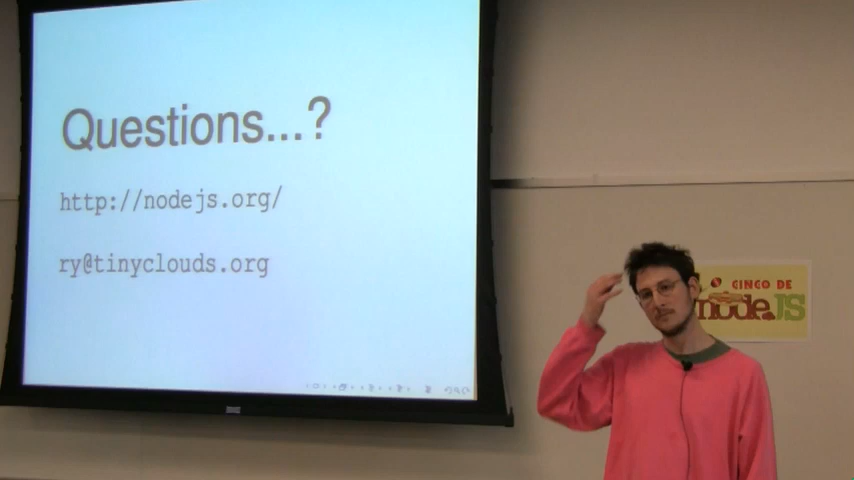 Questions...?
http://nodejs.org/
ry@tinyclouds.org
CINCO DE
nodeJS